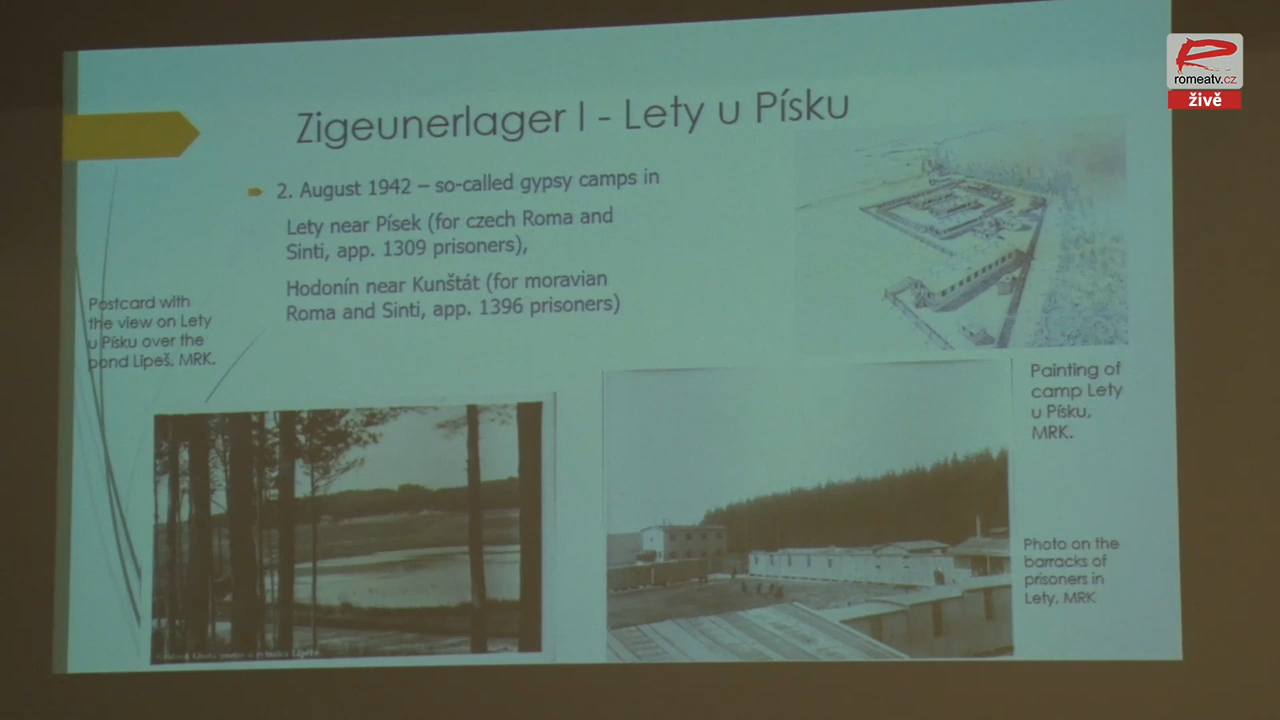 romeatv.cz
živě
Zigeunerlager I - Lety u Písku
2. August 1942 – so-called gypsy camps in
Lety near Písek (for czech Roma and
Sinti, app. 1309 prisoners),
Hodonín near Kunštát (for moravian
Roma and Sinti, app. 1396 prisoners)
Postcard with
the view on Lety
u Písku over the
pond Lipeš, MRK.
Painting of
camp Lety
u Písku,
MRK.
Photo on the
barracks of
prisoners in
Lety. MRK